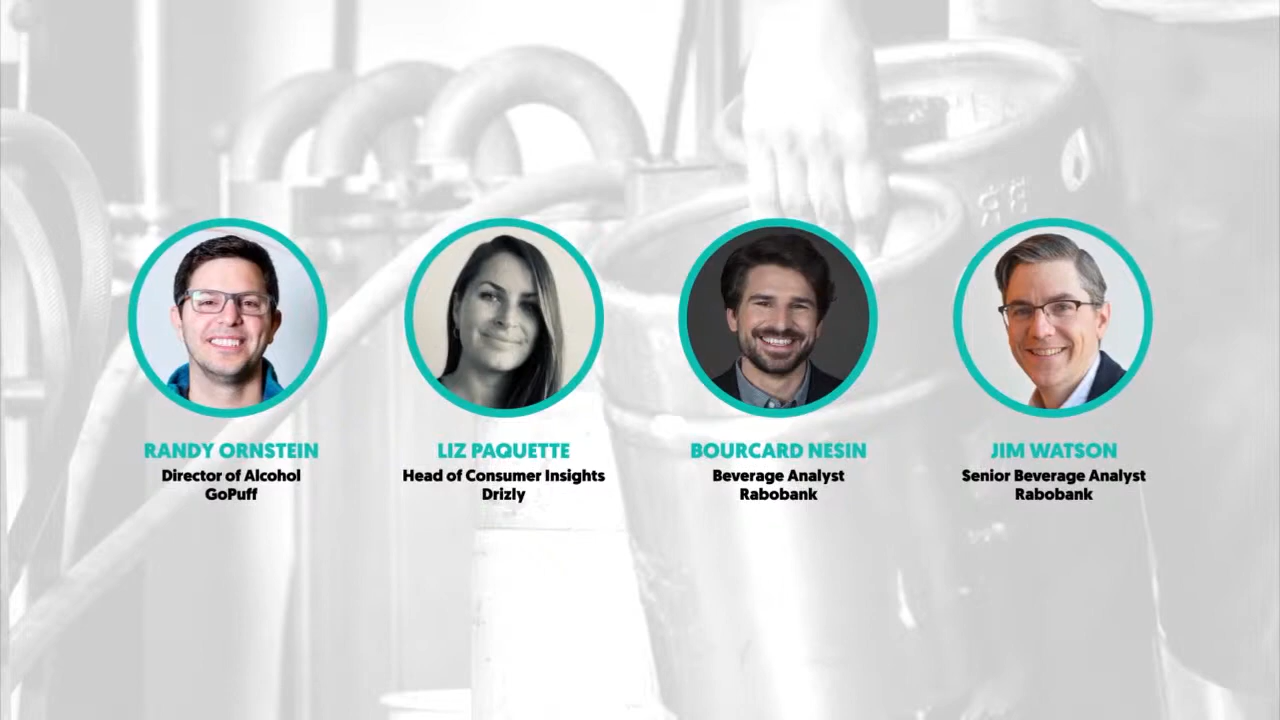 RANDY ORNSTEIN
Director of Alcohol
GoPuff
LIZ PAQUETTE
Head of Consumer Insights
Drizly
BOURCARD NESIN
Beverage Analyst
Rabobank
JIM WATSON
Senior Beverage Analyst
Rabobank